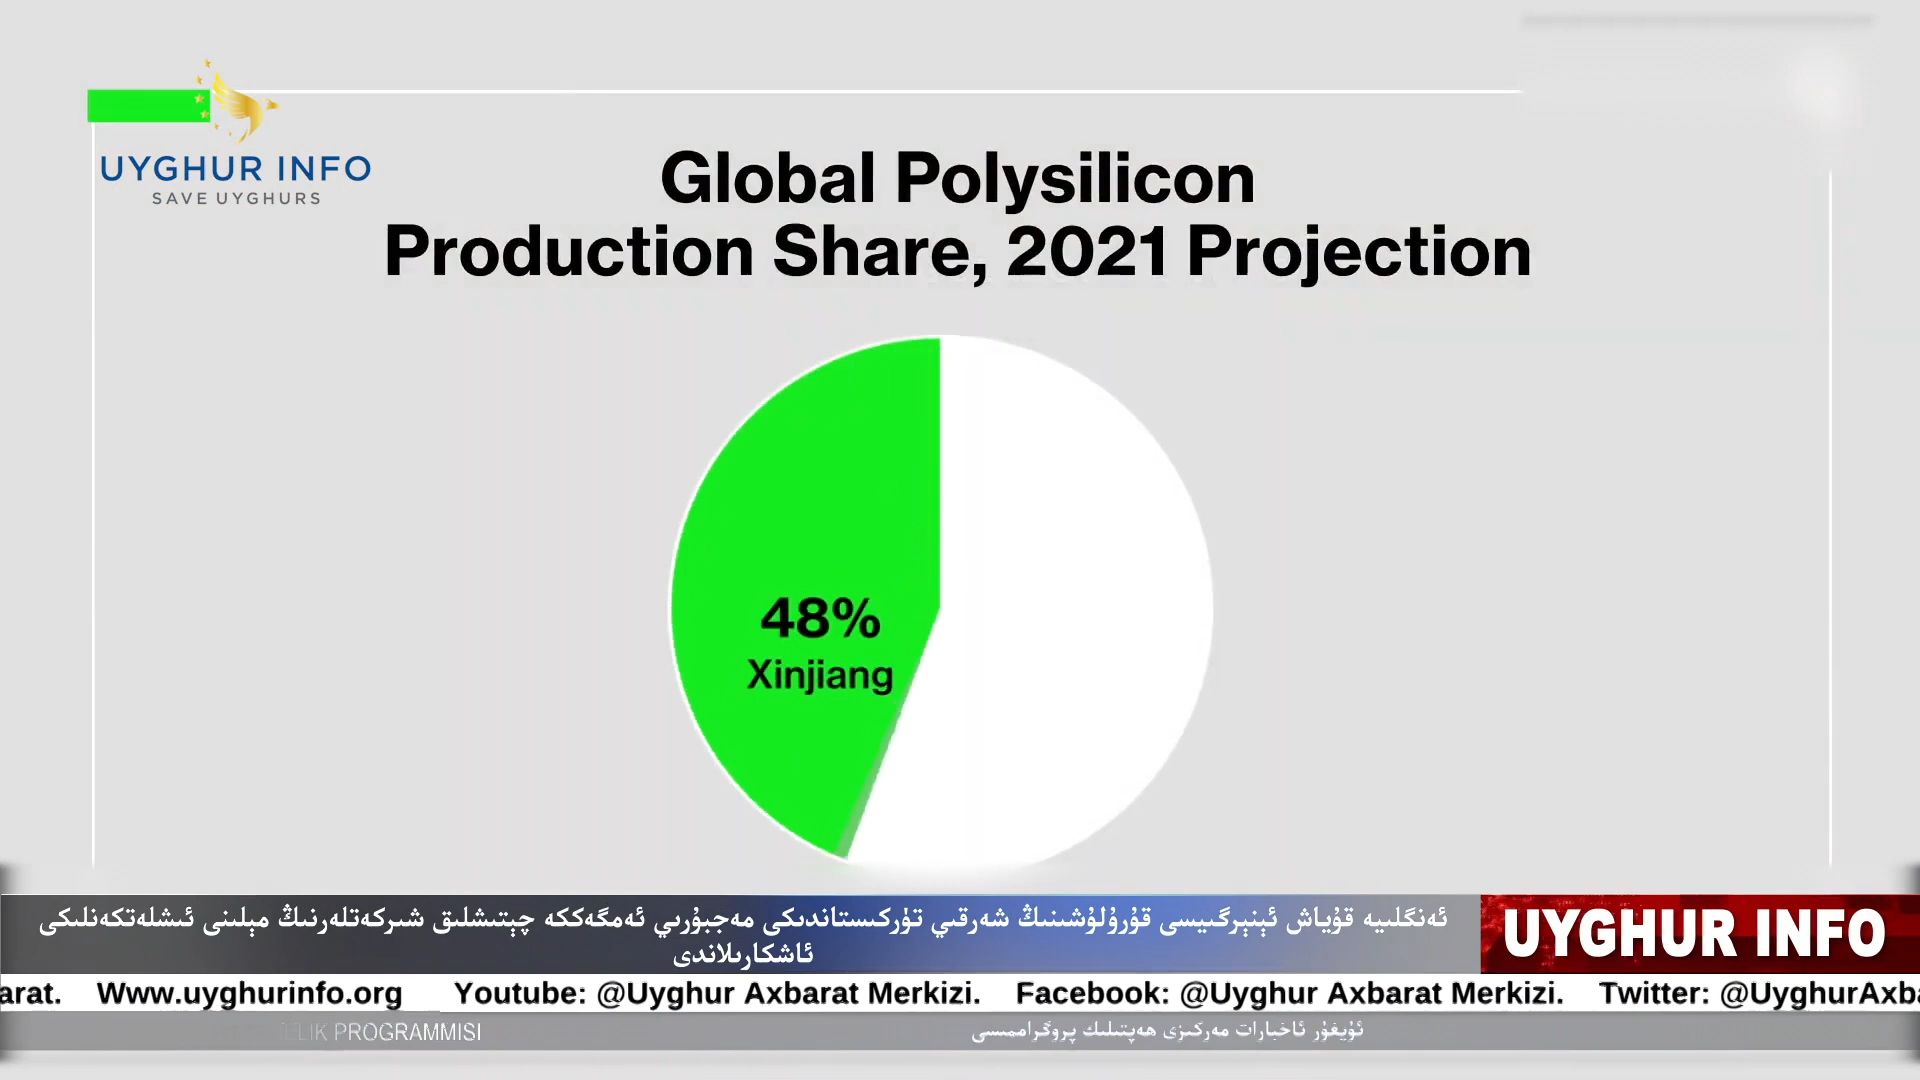 UYGHUR INFO
SAVE UYGHURS
Global Polysilicon
Production Share, 2021 Projection
48%
Xinjiang
ئەنگلىيە قۇياش ئېنېرگىيىسى قۇرۇلۇشىنىڭ شەرقىي تۈركىستاندىكى مەجبۇرىي ئەمگەككە چېتىشلىق شىركەتلەرنىڭ مېلىنى ئىشلەتكەنلىكى
ئاشكارىلاندى
UYGHUR INFO
arat. Www.uyghurinfo.org Youtube: @Uyghur Axbarat Merkizi. Facebook: @Uyghur Axbarat Merkizi. Twitter: @UyghurAxba
ELIK PROGRAMMISI
ئۇيغۇر ئاخبارات مەركىزى ھەپتىلىك پروگراممىسى